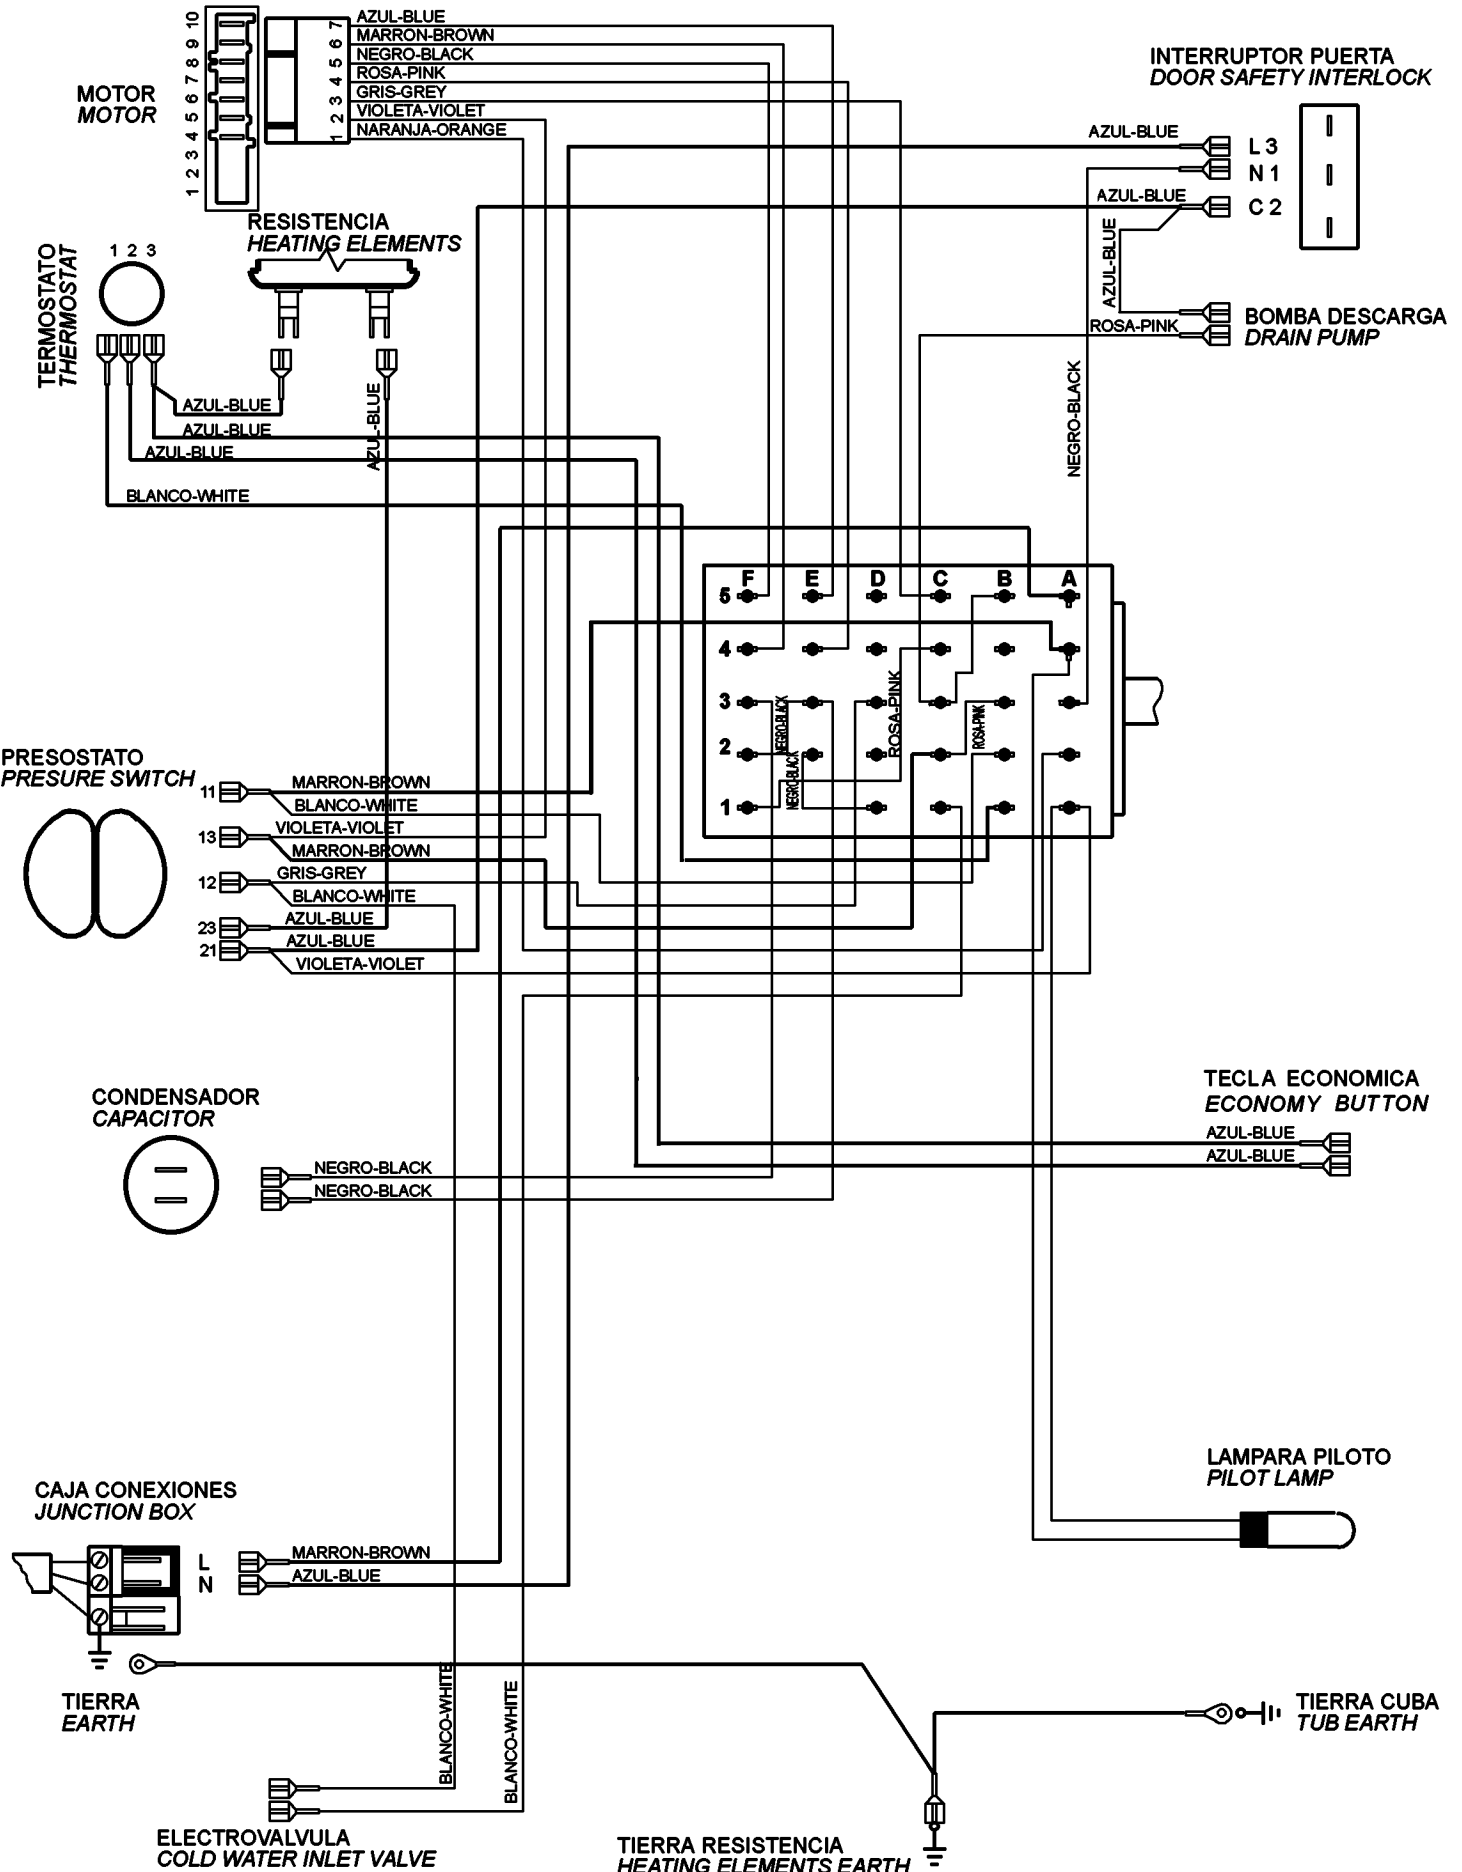 10
9
8
7
6
5
4
3
2
1
7
6
5
4
3
2
1
AZUL-BLUE
MARRON-BROWN
NEGRO-BLACK
ROSA-PINK
GRIS-GREY
VIOLETA-VIOLET
NARANJA-ORANGE
MOTOR
MOTOR
INTERRUPTOR PUERTA
DOOR SAFETY INTERLOCK
AZUL-BLUE
L 3
N 1
AZUL-BLUE
C 2
AZUL-BLUE
ROSA-PINK
BOMBA DESCARGA
DRAIN PUMP
NEGRO-BLACK
RESISTENCIA
HEATING ELEMENTS
TERMOSTATO
THERMOSTAT
1 2 3
AZUL-BLUE
AZUL-BLUE
AZUL-BLUE
AZUL-BLUE
BLANCO-WHITE
F E D C B A
5
4
3
2
1
NEGRO-BLACK
NEGRO-BLACK
ROSA-PINK
ROSA-PINK
PRESOSTATO
PRESURE SWITCH
11
MARRON-BROWN
BLANCO-WHITE
13
VIOLETA-VIOLET
MARRON-BROWN
12
GRIS-GREY
BLANCO-WHITE
23
AZUL-BLUE
21
AZUL-BLUE
VIOLETA-VIOLET
CONDENSADOR
CAPACITOR
NEGRO-BLACK
NEGRO-BLACK
TECLA ECONOMICA
ECONOMY BUTTON
AZUL-BLUE
AZUL-BLUE
LAMPARA PILOTO
PILOT LAMP
CAJA CONEXIONES
JUNCTION BOX
L
N
MARRON-BROWN
AZUL-BLUE
TIERRA
EARTH
BLANCO-WHITE
BLANCO-WHITE
TIERRA CUBA
TUB EARTH
ELECTROVALVULA
COLD WATER INLET VALVE
TIERRA RESISTENCIA
HEATING ELEMENTS EARTH